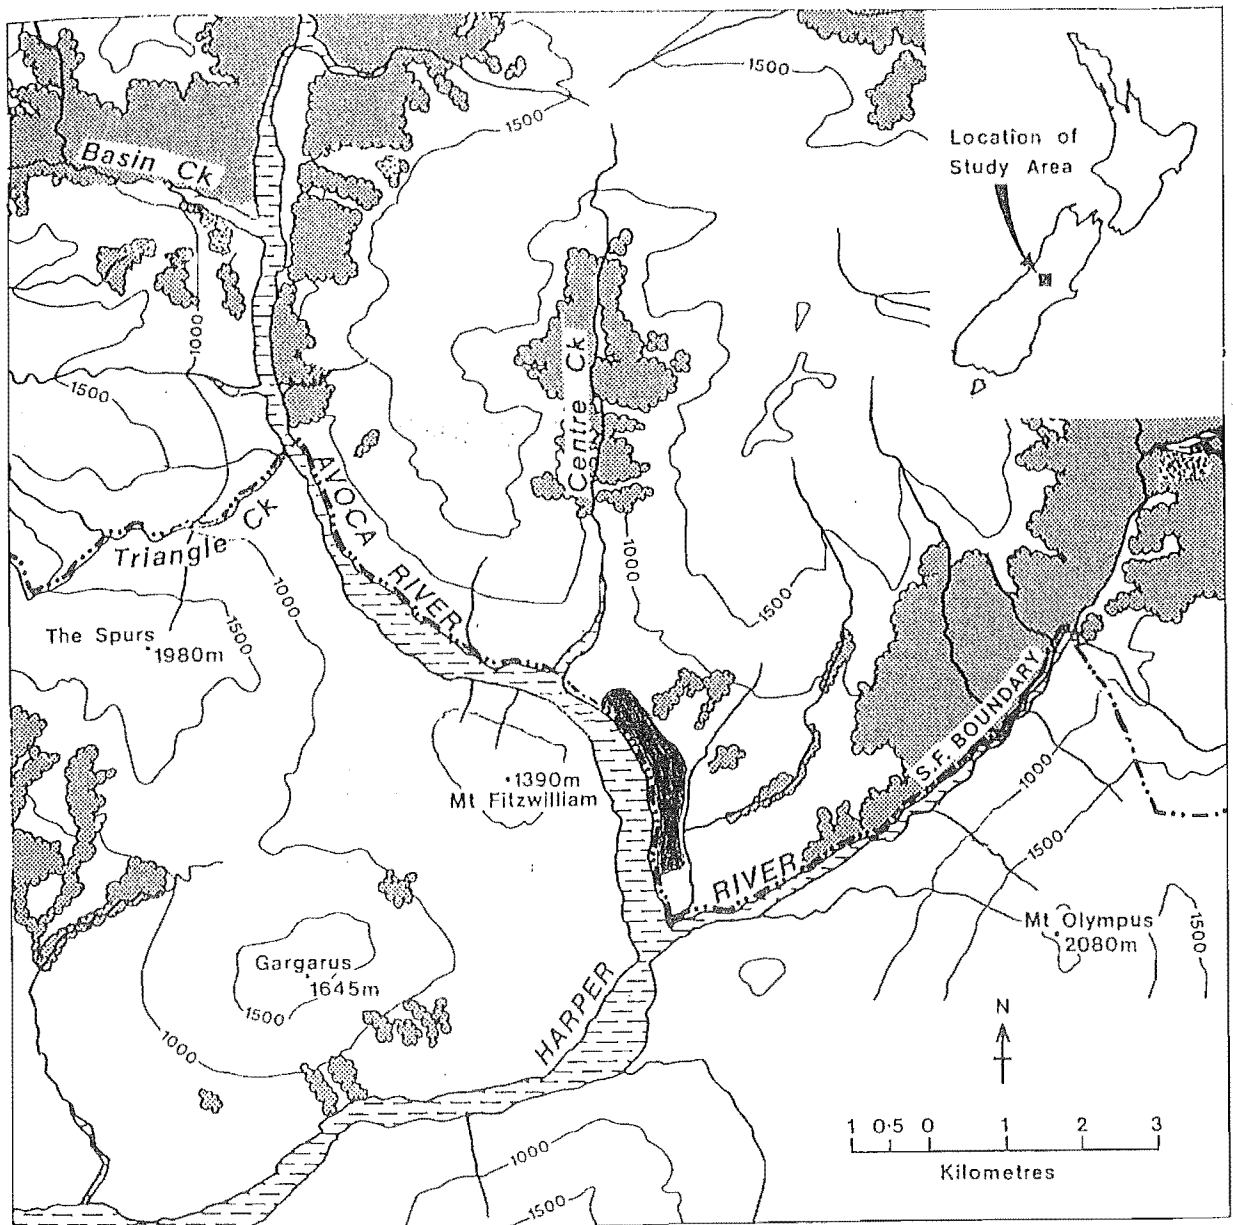 1500
1500
Location of
Study Area
Basin Ck
1000
1500
Centre Ck
AVOCA RIVER
Triangle Ck
1000
1000
1500
1500
The Spurs
1980m
S.F. BOUNDARY
1390m
Mt Fitzwilliam
1000
1500
RIVER
Mt Olympus
2080m
1500
Gargarus
1645m
1500
HARPER
1000
N
1 0·5 0 1 2 3
Kilometres
1000
1500